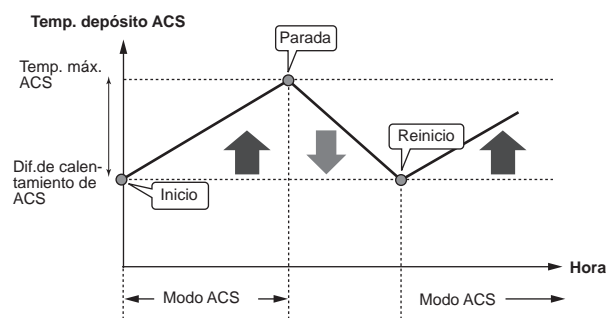 Temp. depósito ACS
Parada
Temp. máx.
ACS
Reinicio
Dif.de calen-
tamiento de
ACS
Inicio
Hora
Modo ACS
Modo ACS